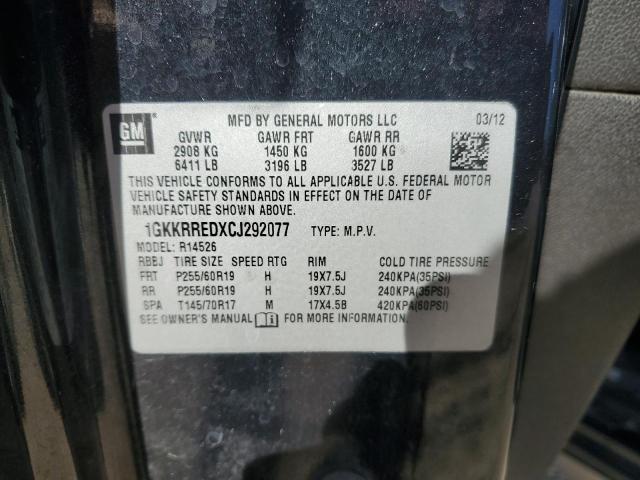 GM
MFD BY GENERAL MOTORS LLC 03/12
GVWR GAWR FRT GAWR RR
2908 KG 1450 KG 1600 KG
6411 LB 3196 LB 3527 LB
THIS VEHICLE CONFORMS TO ALL APPLICABLE U.S. FEDERAL MOTOR
VEHICLE SAFETY STANDARDS IN EFFECT ON THE DATE OF
MANUFACTURE SHOWN ABOVE.
1GKKRREDXCJ292077 TYPE: M.P.V.
MODEL: R14526
RBBJ TIRE SIZE SPEED RTG RIM COLD TIRE PRESSURE
FRT P255/60R19 H 19X7.5J 240KPA(35PSI)
RR P255/60R19 H 19X7.5J 240KPA(35PSI)
SPA T145/70R17 M 17X4.5B 420KPA(60PSI)
SEE OWNER'S MANUAL i FOR MORE INFORMATION.